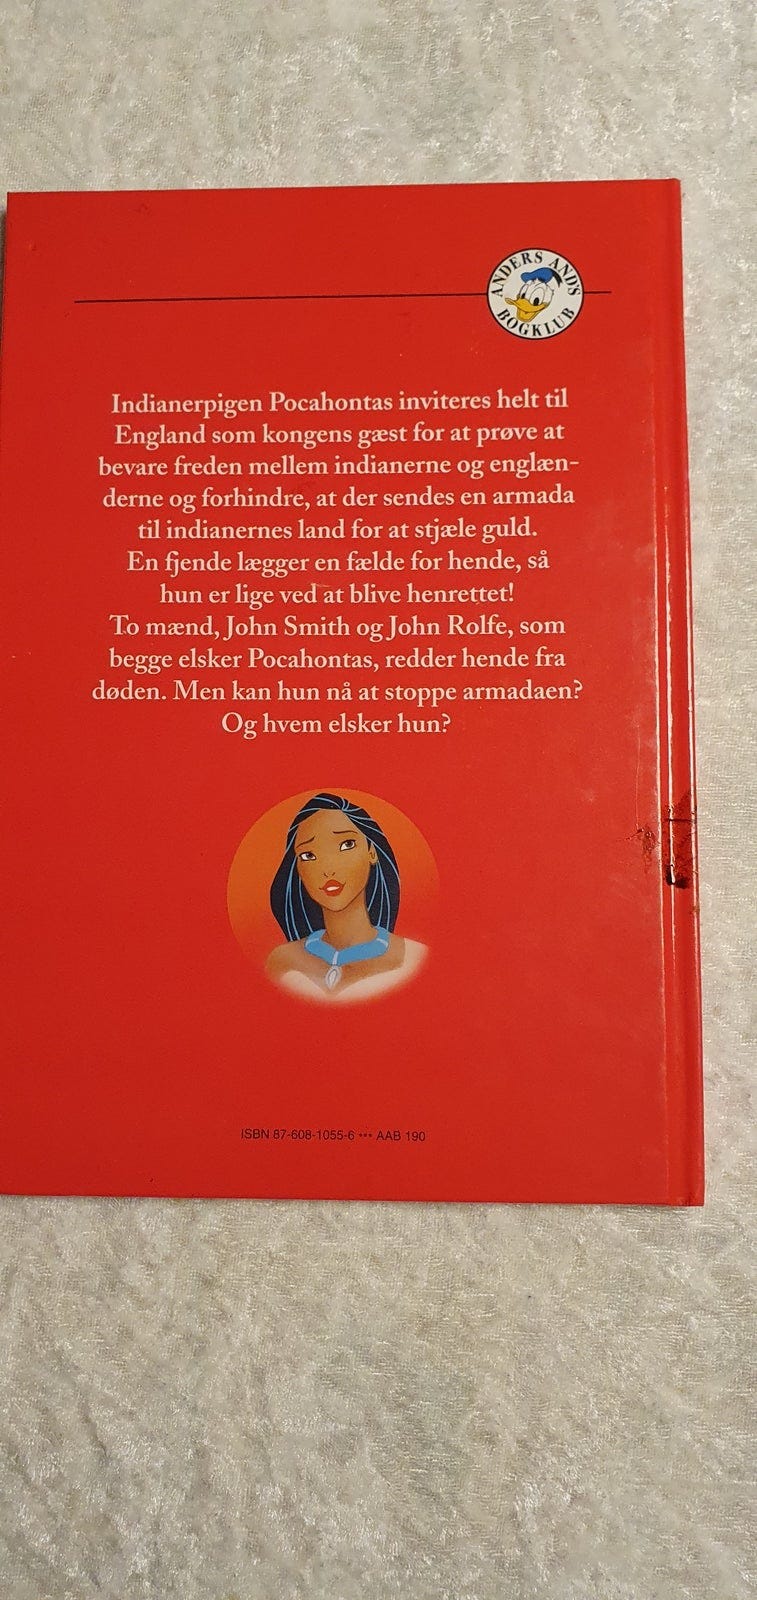 ANDERS AND'S
BOGKLUB
Indianerpigen Pocahontas inviteres helt til
England som kongens gæst for at prøve at
bevare freden mellem indianerne og englæn-
derne og forhindre, at der sendes en armada
til indianernes land for at stjæle guld.
En fjende lægger en fælde for hende, så
hun er lige ved at blive henrettet!
To mænd, John Smith og John Rolfe, som
begge elsker Pocahontas, redder hende fra
døden. Men kan hun nå at stoppe armadaen?
Og hvem elsker hun?
ISBN 87-608-1055-6 *** AAB 190